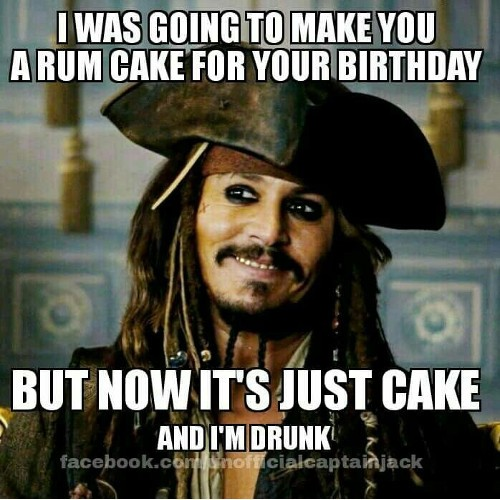 I WAS GOING TO MAKE YOU
A RUM CAKE FOR YOUR BIRTHDAY
BUT NOW IT'S JUST CAKE
AND I'M DRUNK
facebook.com/unofficialcaptainjack